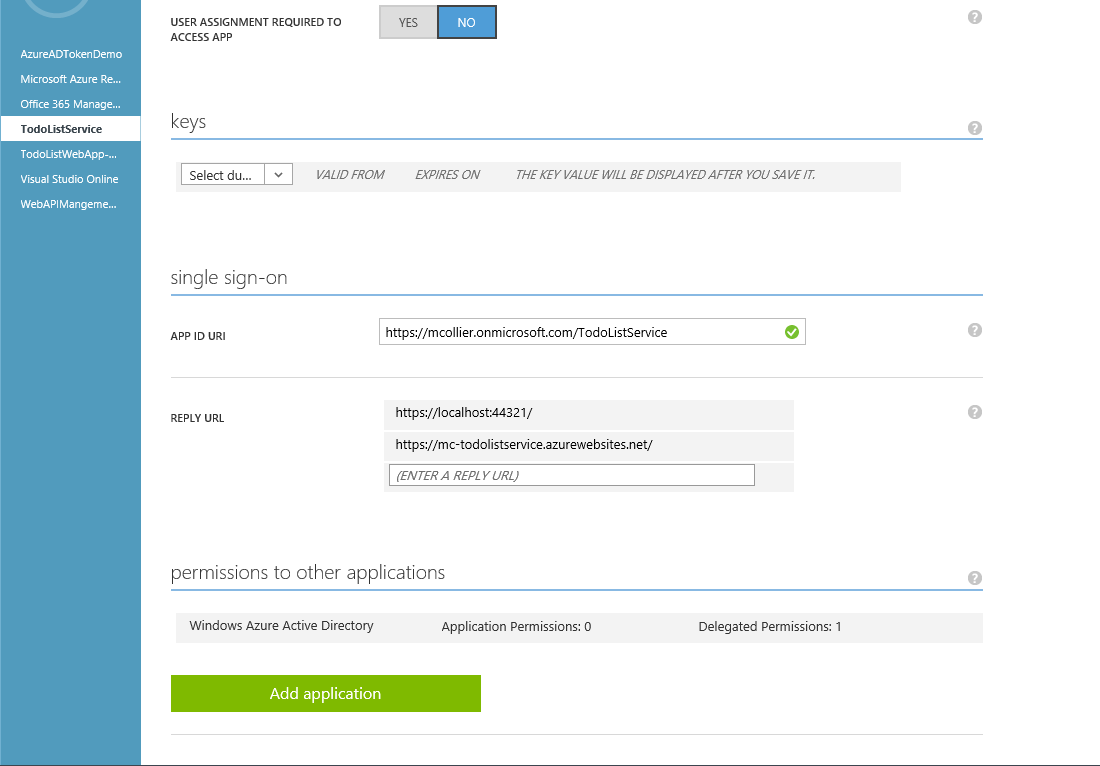 AzureADTokenDemo
Microsoft Azure Re...
Office 365 Manage...
TodoListService
TodoListWebApp-...
Visual Studio Online
WebAPIMangeme...
USER ASSIGNMENT REQUIRED TO
ACCESS APP
YES NO ?
keys ?
Select du... VALID FROM EXPIRES ON THE KEY VALUE WILL BE DISPLAYED AFTER YOU SAVE IT.
single sign-on
APP ID URI https://mcollier.onmicrosoft.com/TodoListService ?
REPLY URL https://localhost:44321/ ?
https://mc-todolistservice.azurewebsites.net/
(ENTER A REPLY URL)
permissions to other applications ?
Windows Azure Active Directory Application Permissions: 0 Delegated Permissions: 1
Add application